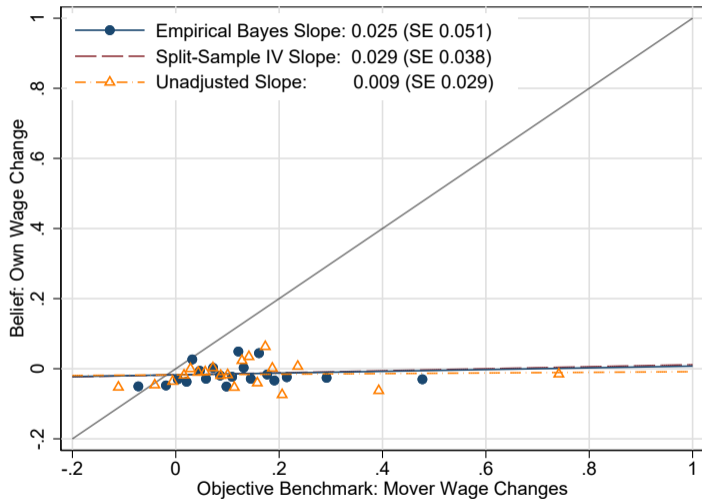 Empirical Bayes Slope: 0.025 (SE 0.051)
Split-Sample IV Slope: 0.029 (SE 0.038)
Unadjusted Slope: 0.009 (SE 0.029)
Belief: Own Wage Change
1
.8
.6
.4
.2
0
-.2
-.2 0 .2 .4 .6 .8 1
Objective Benchmark: Mover Wage Changes